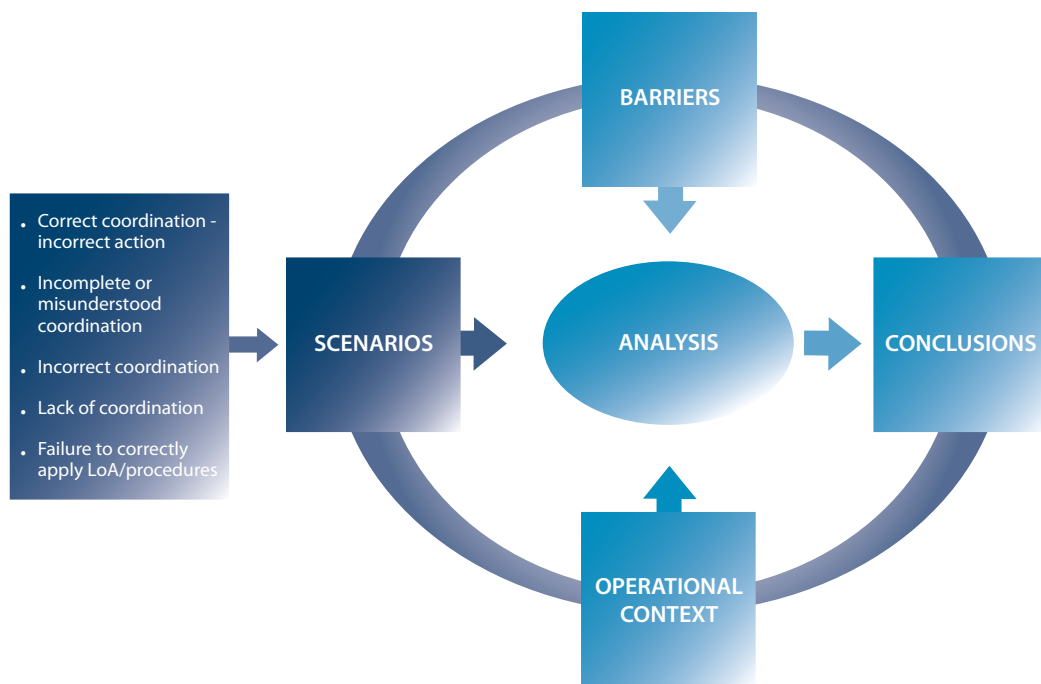 BARRIERS
• Correct coordination -
incorrect action
• Incomplete or
misunderstood
coordination
• Incorrect coordination
• Lack of coordination
• Failure to correctly
apply LoA/procedures
SCENARIOS
ANALYSIS
CONCLUSIONS
OPERATIONAL
CONTEXT